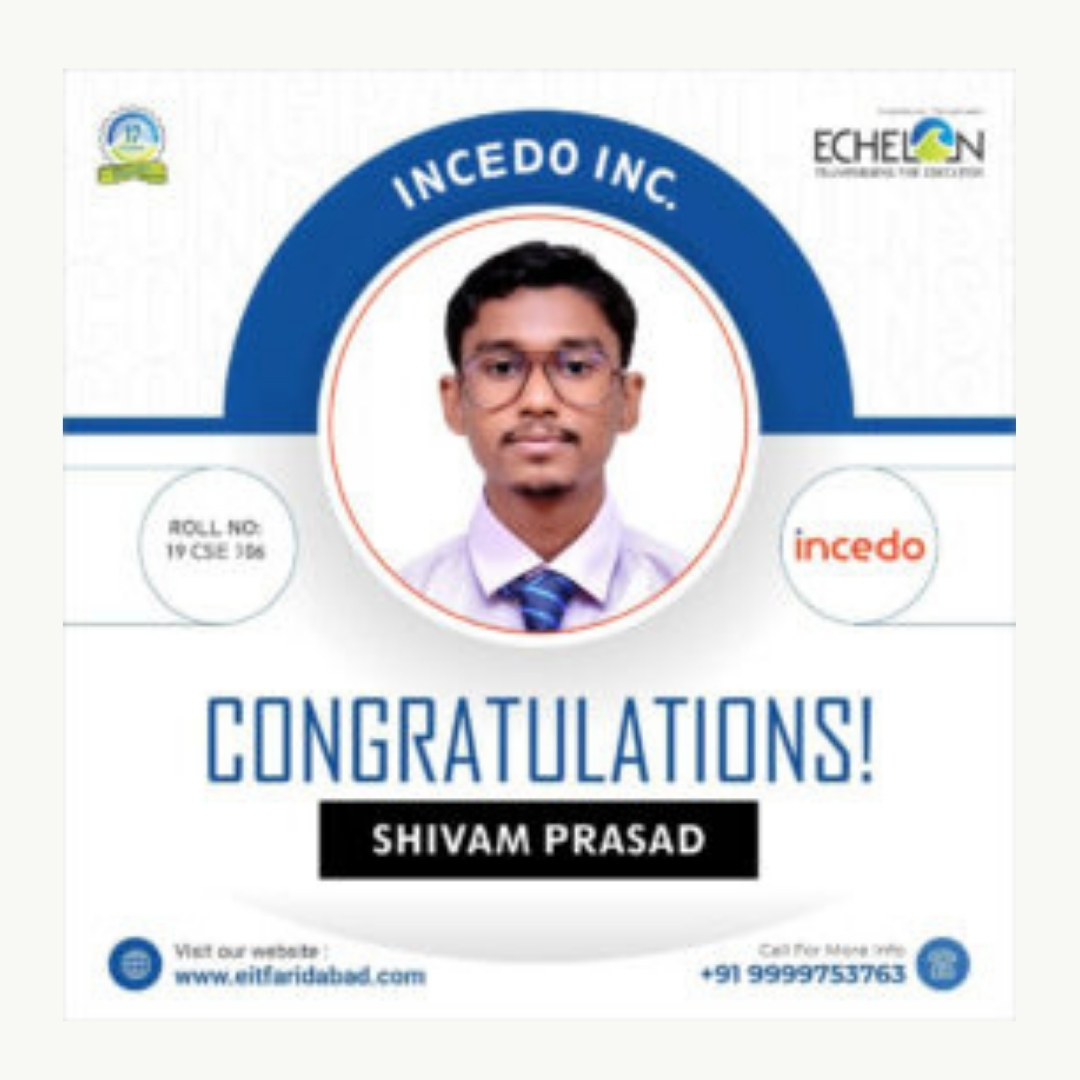 17
ECHELON
INCEDO INC.
ROLL NO:
19 CSE 106
incedo
CONGRATULATIONS!
SHIVAM PRASAD
Visit our website :
www.eitfaridabad.com
Call For More Info
+91 9999753763